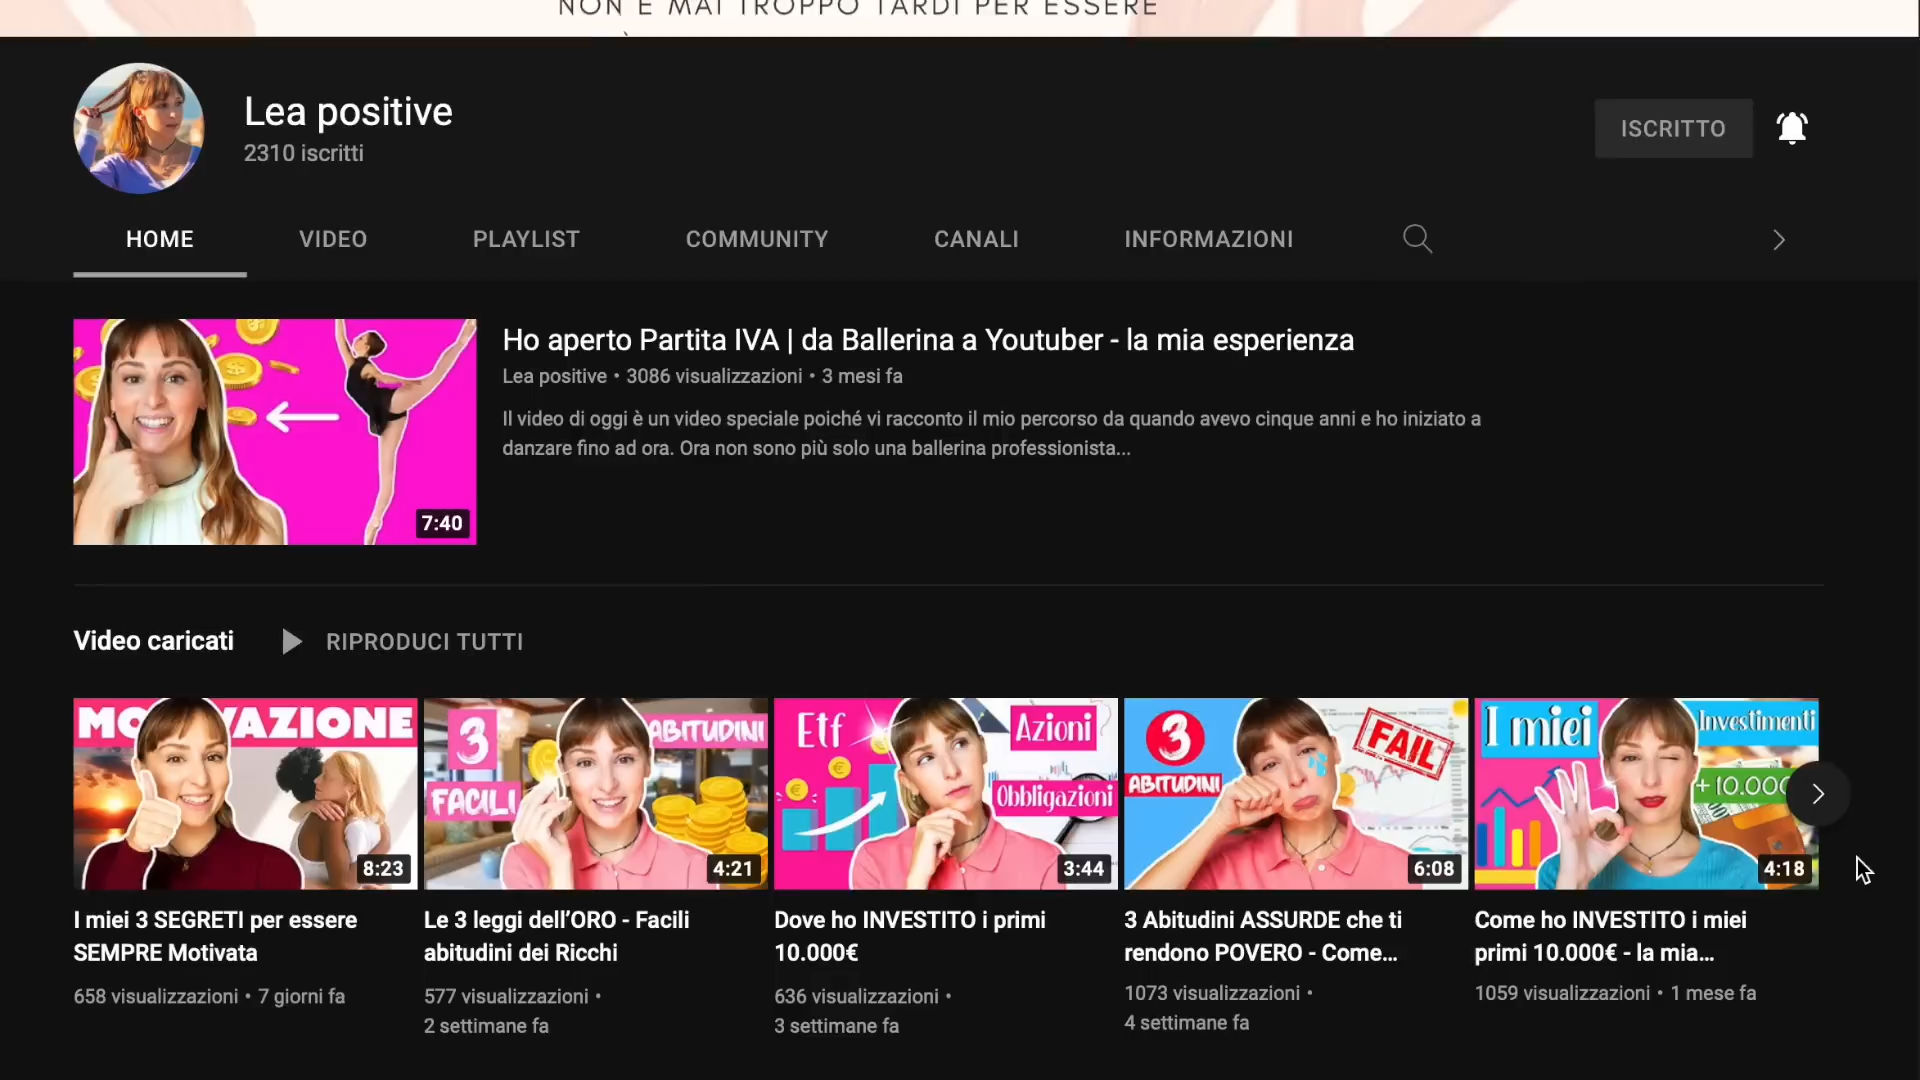 NON È MAI TROPPO TARDI PER ESSERE
Lea positive
2310 iscritti
ISCRITTO
HOME
VIDEO
PLAYLIST
COMMUNITY
CANALI
INFORMAZIONI
Ho aperto Partita IVA | da Ballerina a Youtuber - la mia esperienza
Lea positive • 3086 visualizzazioni • 3 mesi fa
Il video di oggi è un video speciale poiché vi racconto il mio percorso da quando avevo cinque anni e ho iniziato a
danzare fino ad ora. Ora non sono più solo una ballerina professionista...
7:40
Video caricati
RIPRODUCI TUTTI
MO VAZIONE
8:23
I miei 3 SEGRETI per essere
SEMPRE Motivata
658 visualizzazioni • 7 giorni fa
3
ABITUDINI
FACILI
4:21
Le 3 leggi dell’ORO - Facili
abitudini dei Ricchi
577 visualizzazioni •
2 settimane fa
Etf
Azioni
Obbligazioni
3:44
Dove ho INVESTITO i primi
10.000€
636 visualizzazioni •
3 settimane fa
3
ABITUDINI
FAIL
6:08
3 Abitudini ASSURDE che ti
rendono POVERO - Come...
1073 visualizzazioni •
4 settimane fa
I miei
Investimenti
+10.000
4:18
Come ho INVESTITO i miei
primi 10.000€ - la mia...
1059 visualizzazioni • 1 mese fa